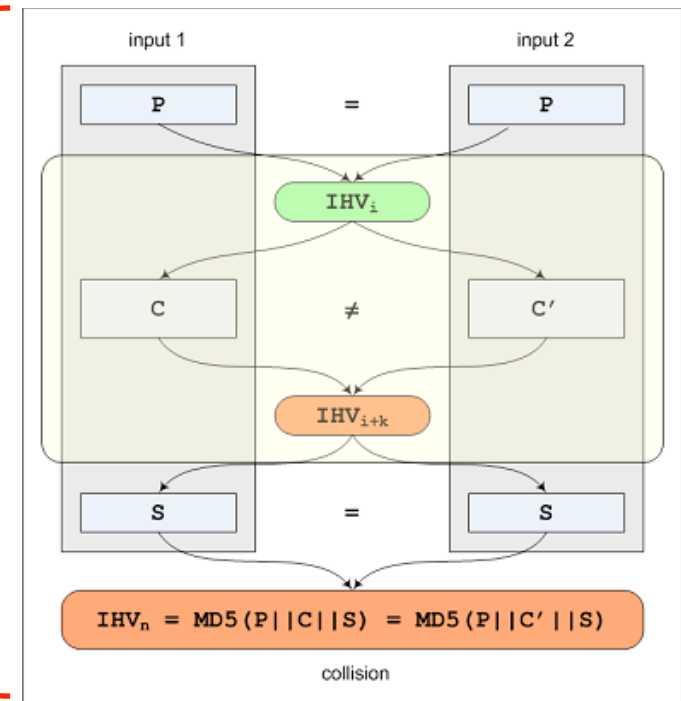 input 1 input 2
P = P
IHVᵢ
C ≠ C'
IHVᵢ₊ₖ
S = S
IHVₙ = MD5(P||C||S) = MD5(P||C'||S)
collision